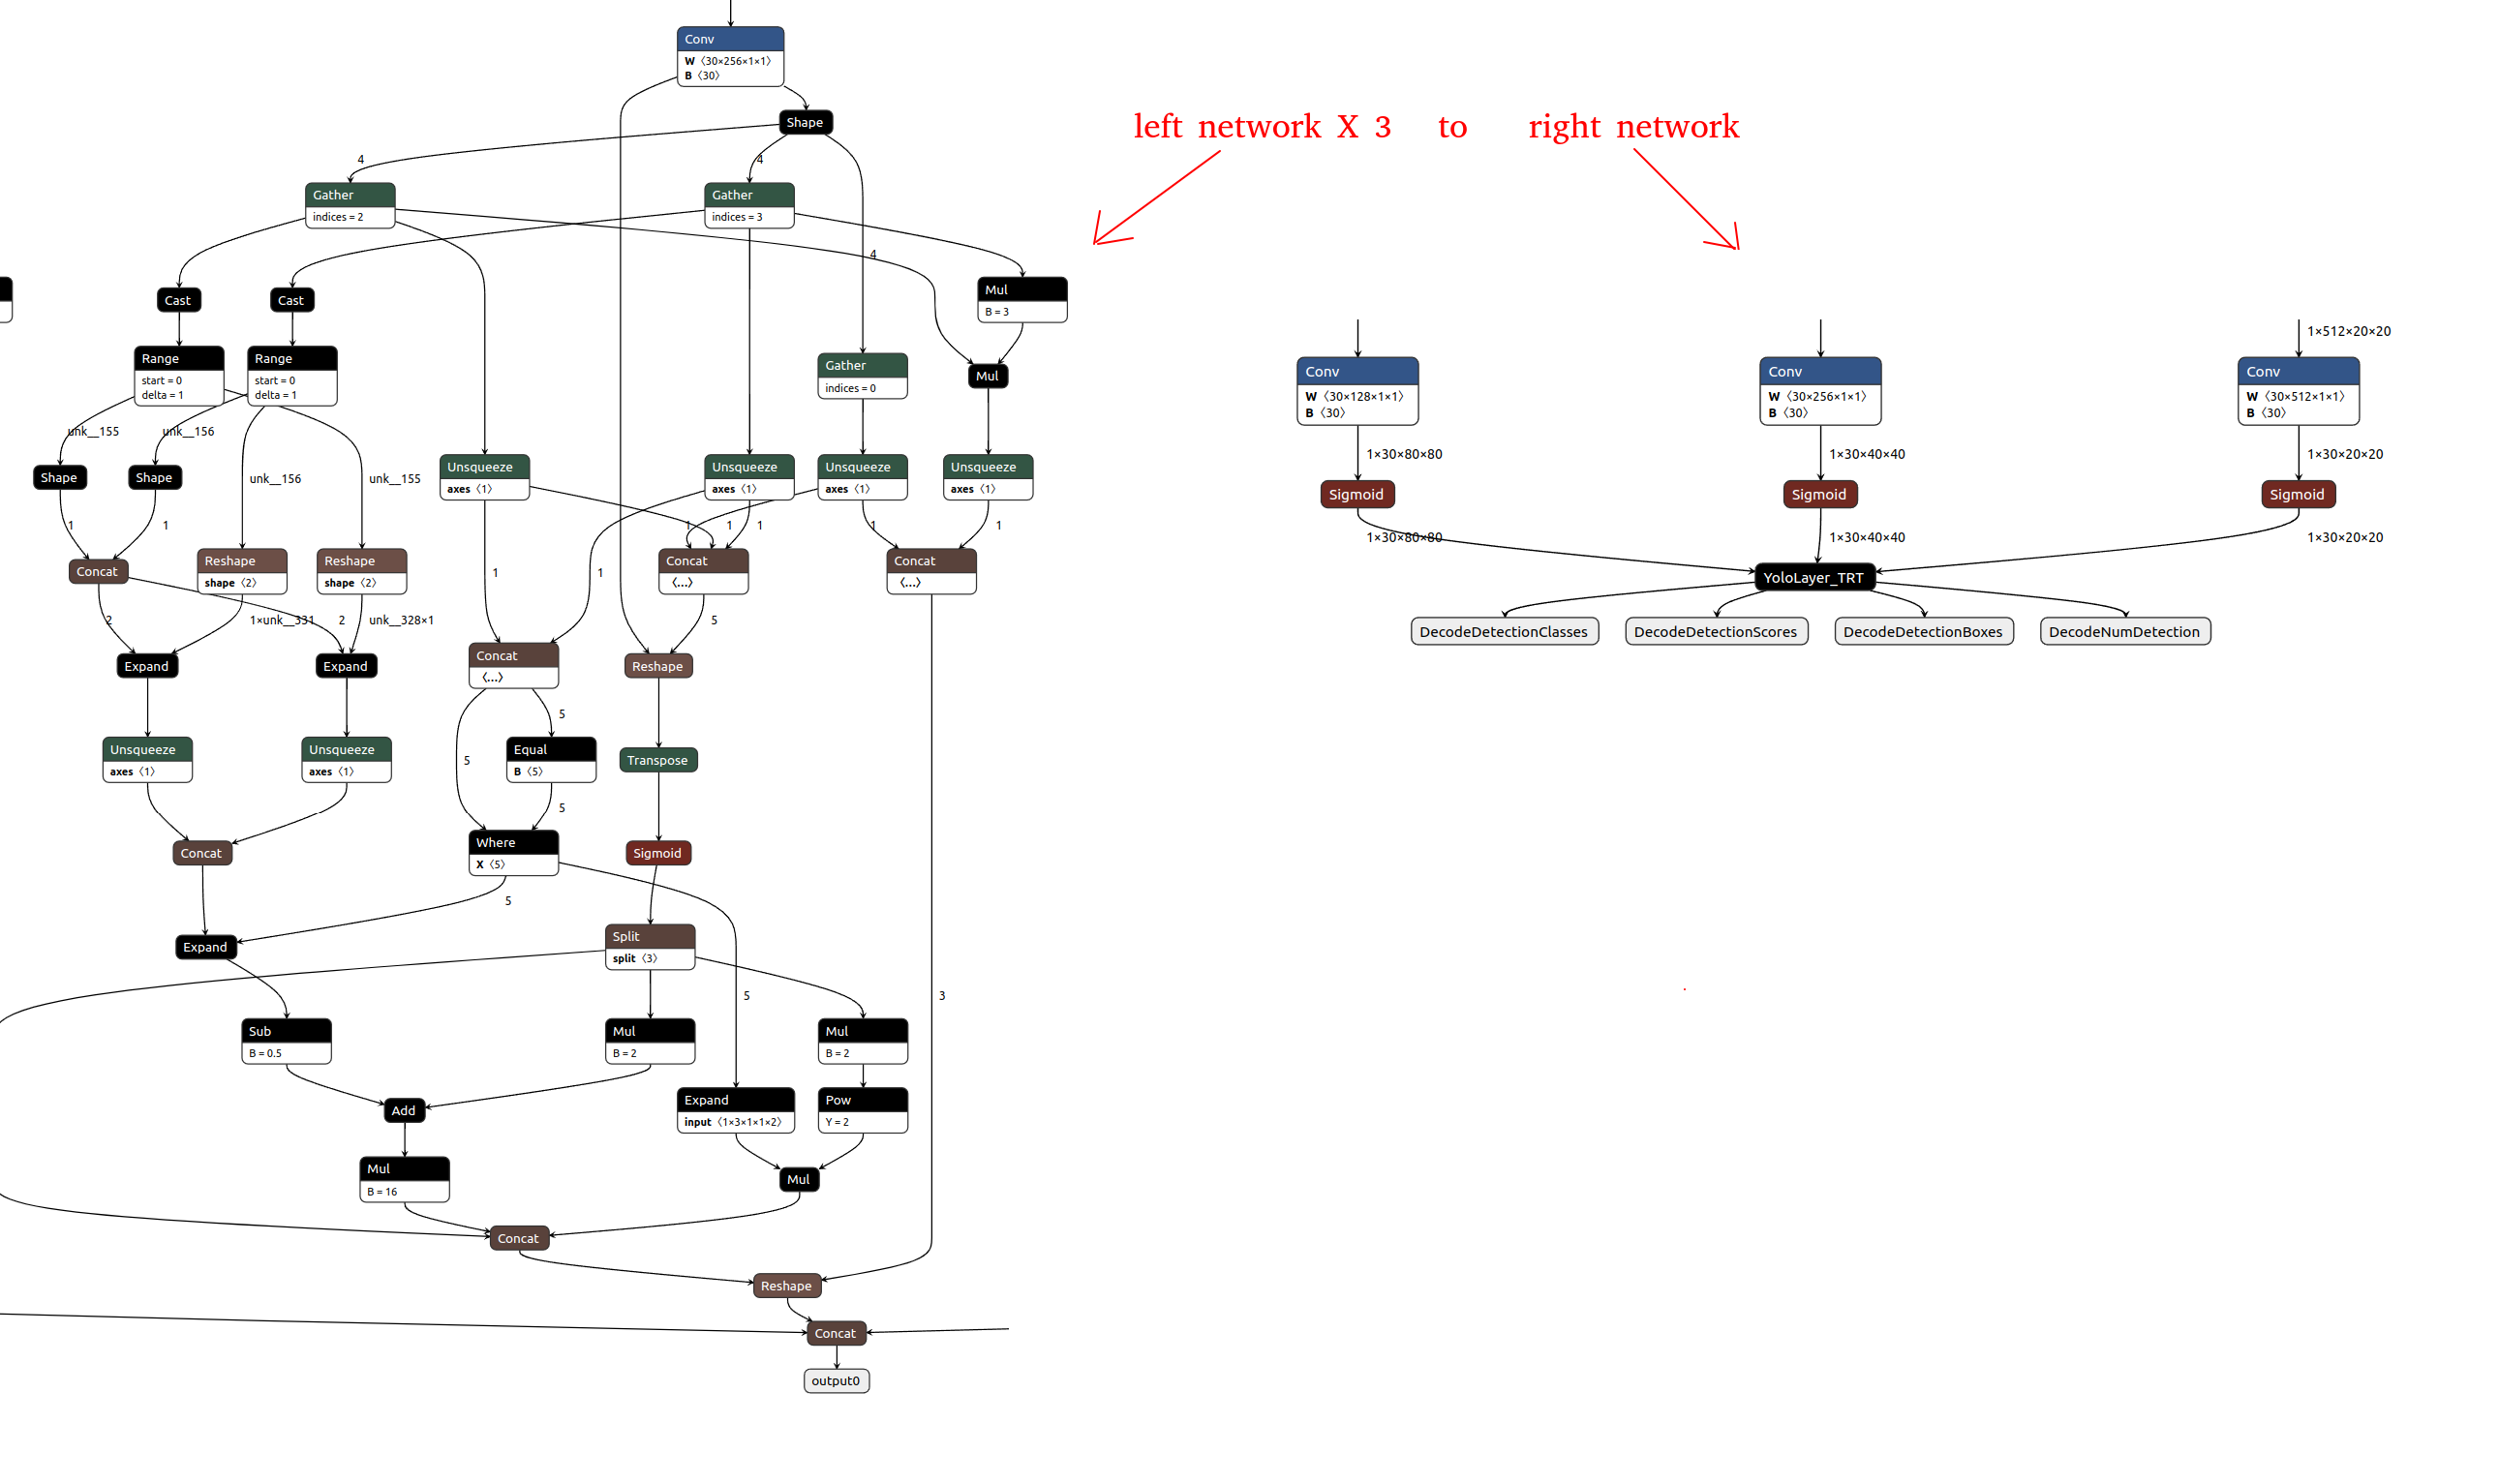 Conv
W〈30×256×1×1〉
B〈30〉
Shape
left network X 3 to right network
4
4
Gather
indices = 2
Gather
indices = 3
4
Cast
Cast
Mul
B = 3
Range
start = 0
delta = 1
Range
start = 0
delta = 1
Gather
indices = 0
Mul
unk__155
unk__156
Shape
Shape
unk__156
unk__155
Unsqueeze
axes〈1〉
Unsqueeze
axes〈1〉
Unsqueeze
axes〈1〉
Unsqueeze
axes〈1〉
1
1
1
1
1
1
1
Concat
Reshape
shape〈2〉
Reshape
shape〈2〉
1
1
Concat
〈...〉
Concat
〈...〉
2
1×unk__331
2
unk__328×1
5
Expand
Expand
Concat
〈...〉
Reshape
5
Unsqueeze
axes〈1〉
Unsqueeze
axes〈1〉
5
Equal
B〈5〉
Transpose
5
Concat
Where
X〈5〉
Sigmoid
5
Expand
Split
split〈3〉
5
3
Sub
B = 0.5
Mul
B = 2
Mul
B = 2
Add
Expand
input〈1×3×1×1×2〉
Pow
Y = 2
Mul
B = 16
Mul
Concat
Reshape
Concat
output0
1×512×20×20
Conv
W〈30×128×1×1〉
B〈30〉
Conv
W〈30×256×1×1〉
B〈30〉
Conv
W〈30×512×1×1〉
B〈30〉
1×30×80×80
1×30×40×40
1×30×20×20
Sigmoid
Sigmoid
Sigmoid
1×30×80×80
1×30×40×40
1×30×20×20
YoloLayer_TRT
DecodeDetectionClasses
DecodeDetectionScores
DecodeDetectionBoxes
DecodeNumDetection